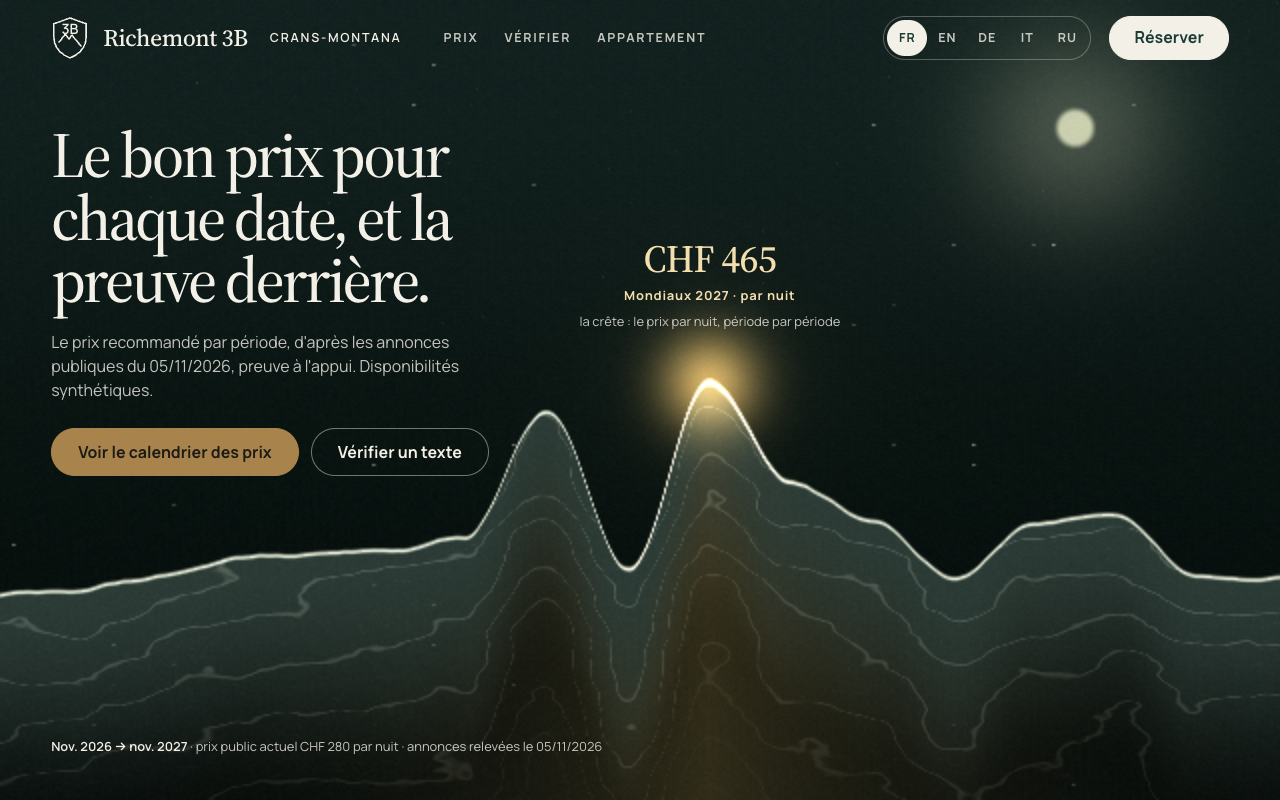 3B
Richemont 3B
CRANS-MONTANA
PRIX
VÉRIFIER
APPARTEMENT
FR
EN
DE
IT
RU
Réserver
Le bon prix pour
chaque date, et la
preuve derrière.
Le prix recommandé par période, d'après les annonces
publiques du 05/11/2026, preuve à l'appui. Disponibilités
synthétiques.
Voir le calendrier des prix
Vérifier un texte
CHF 465
Mondiaux 2027 · par nuit
la crête : le prix par nuit, période par période
Nov. 2026 → nov. 2027 · prix public actuel CHF 280 par nuit · annonces relevées le 05/11/2026